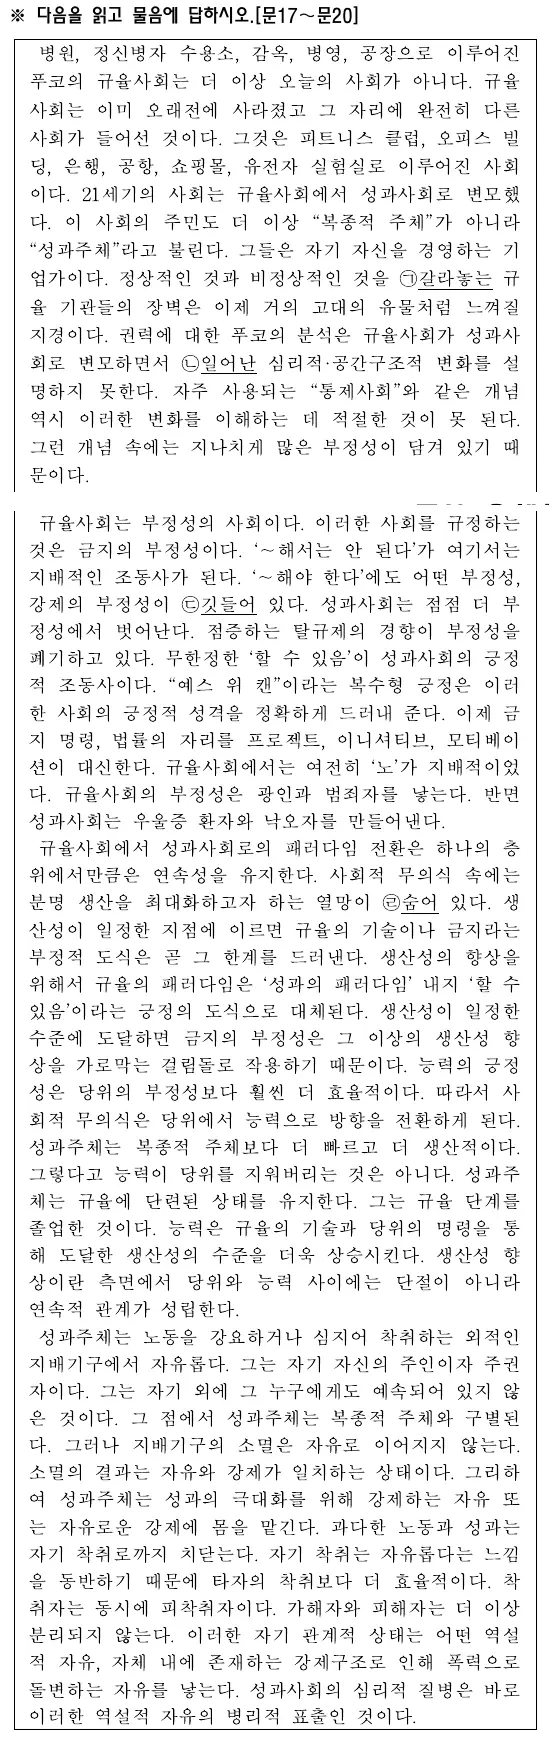 ※ 다음을 읽고 물음에 답하시오.[문17～문20]
병원, 정신병자 수용소, 감옥, 병영, 공장으로 이루어진
푸코의 규율사회는 더 이상 오늘의 사회가 아니다. 규율
사회는 이미 오래전에 사라졌고 그 자리에 완전히 다른
사회가 들어선 것이다. 그것은 피트니스 클럽, 오피스 빌
딩, 은행, 공항, 쇼핑몰, 유전자 실험실로 이루어진 사회
이다. 21세기의 사회는 규율사회에서 성과사회로 변모했
다. 이 사회의 주민도 더 이상 “복종적 주체”가 아니라
“성과주체”라고 불린다. 그들은 자기 자신을 경영하는 기
업가이다. 정상적인 것과 비정상적인 것을 ㉠갈라놓는 규
율 기관들의 장벽은 이제 거의 고대의 유물처럼 느껴질
지경이다. 권력에 대한 푸코의 분석은 규율사회가 성과사
회로 변모하면서 ㉡일어난 심리적·공간구조적 변화를 설
명하지 못한다. 자주 사용되는 “통제사회”와 같은 개념
역시 이러한 변화를 이해하는 데 적절한 것이 못 된다.
그런 개념 속에는 지나치게 많은 부정성이 담겨 있기 때
문이다.
규율사회는 부정성의 사회이다. 이러한 사회를 규정하는
것은 금지의 부정성이다. ‘～해서는 안 된다’가 여기서는
지배적인 조동사가 된다. ‘～해야 한다’에도 어떤 부정성,
강제의 부정성이 ㉢깃들어 있다. 성과사회는 점점 더 부
정성에서 벗어난다. 점증하는 탈규제의 경향이 부정성을
폐기하고 있다. 무한정한 ‘할 수 있음’이 성과사회의 긍정
적 조동사이다. “예스 위 캔”이라는 복수형 긍정은 이러
한 사회의 긍정적 성격을 정확하게 드러내 준다. 이제 금
지 명령, 법률의 자리를 프로젝트, 이니셔티브, 모티베이
션이 대신한다. 규율사회에서는 여전히 ‘노’가 지배적이었
다. 규율사회의 부정성은 광인과 범죄자를 낳는다. 반면
성과사회는 우울증 환자와 낙오자를 만들어낸다.
규율사회에서 성과사회로의 패러다임 전환은 하나의 층
위에서만큼은 연속성을 유지한다. 사회적 무의식 속에는
분명 생산을 최대화하고자 하는 열망이 ㉣숨어 있다. 생
산성이 일정한 지점에 이르면 규율의 기술이나 금지라는
부정적 도식은 곧 그 한계를 드러낸다. 생산성의 향상을
위해서 규율의 패러다임은 ‘성과의 패러다임’ 내지 ‘할 수
있음’이라는 긍정의 도식으로 대체된다. 생산성이 일정한
수준에 도달하면 금지의 부정성은 그 이상의 생산성 향
상을 가로막는 걸림돌로 작용하기 때문이다. 능력의 긍정
성은 당위의 부정성보다 훨씬 더 효율적이다. 따라서 사
회적 무의식은 당위에서 능력으로 방향을 전환하게 된다.
성과주체는 복종적 주체보다 더 빠르고 더 생산적이다.
그렇다고 능력이 당위를 지워버리는 것은 아니다. 성과주
체는 규율에 단련된 상태를 유지한다. 그는 규율 단계를
졸업한 것이다. 능력은 규율의 기술과 당위의 명령을 통
해 도달한 생산성의 수준을 더욱 상승시킨다. 생산성 향
상이란 측면에서 당위와 능력 사이에는 단절이 아니라
연속적 관계가 성립한다.
성과주체는 노동을 강요하거나 심지어 착취하는 외적인
지배기구에서 자유롭다. 그는 자기 자신의 주인이자 주권
자이다. 그는 자기 외에 그 누구에게도 예속되어 있지 않
은 것이다. 그 점에서 성과주체는 복종적 주체와 구별된
다. 그러나 지배기구의 소멸은 자유로 이어지지 않는다.
소멸의 결과는 자유와 강제가 일치하는 상태이다. 그리하
여 성과주체는 성과의 극대화를 위해 강제하는 자유 또
는 자유로운 강제에 몸을 맡긴다. 과다한 노동과 성과는
자기 착취로까지 치닫는다. 자기 착취는 자유롭다는 느낌
을 동반하기 때문에 타자의 착취보다 더 효율적이다. 착
취자는 동시에 피착취자이다. 가해자와 피해자는 더 이상
분리되지 않는다. 이러한 자기 관계적 상태는 어떤 역설
적 자유, 자체 내에 존재하는 강제구조로 인해 폭력으로
돌변하는 자유를 낳는다. 성과사회의 심리적 질병은 바로
이러한 역설적 자유의 병리적 표출인 것이다.